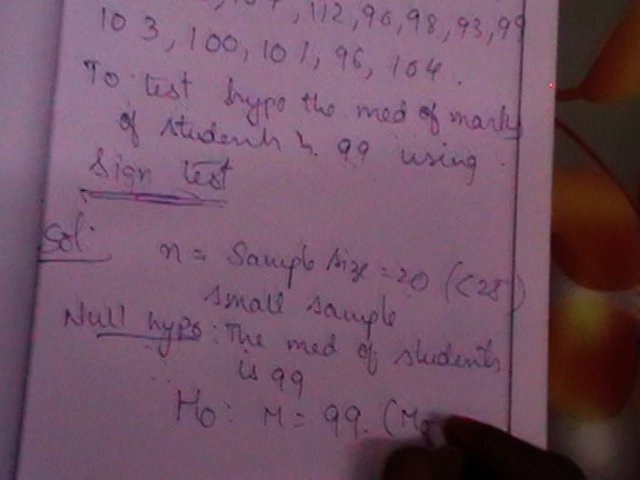 , 112, 96, 98, 93, 99
103, 100, 101, 96, 104.
To test hypo the med of marks
of students is 99 using
Sign test
Sol:
n = Sample size = 20 (< 25)
small sample
Null hypo: The med of students
is 99
H0: M = 99. (M